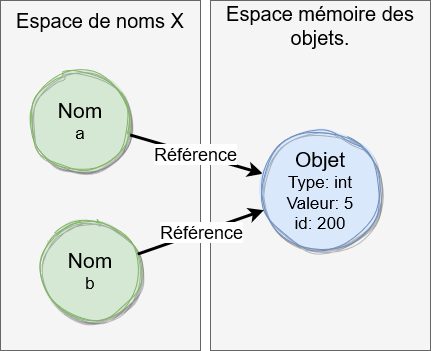 Espace de noms X
Espace mémoire des
objets.
Nom
a
Référence
Objet
Type: int
Valeur: 5
id: 200
Référence
Nom
b